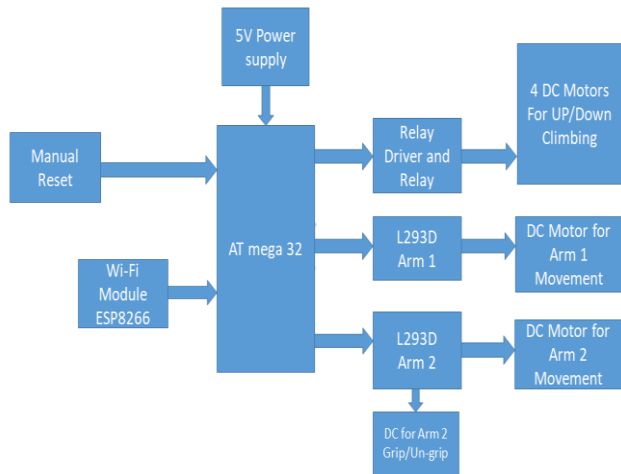 5V Power
supply
4 DC Motors
For UP/Down
Climbing
Manual
Reset
Relay
Driver and
Relay
AT mega 32
L293D
Arm 1
DC Motor for
Arm 1
Movement
Wi-Fi
Module
ESP8266
L293D
Arm 2
DC Motor for
Arm 2
Movement
DC for Arm 2
Grip/Un-grip